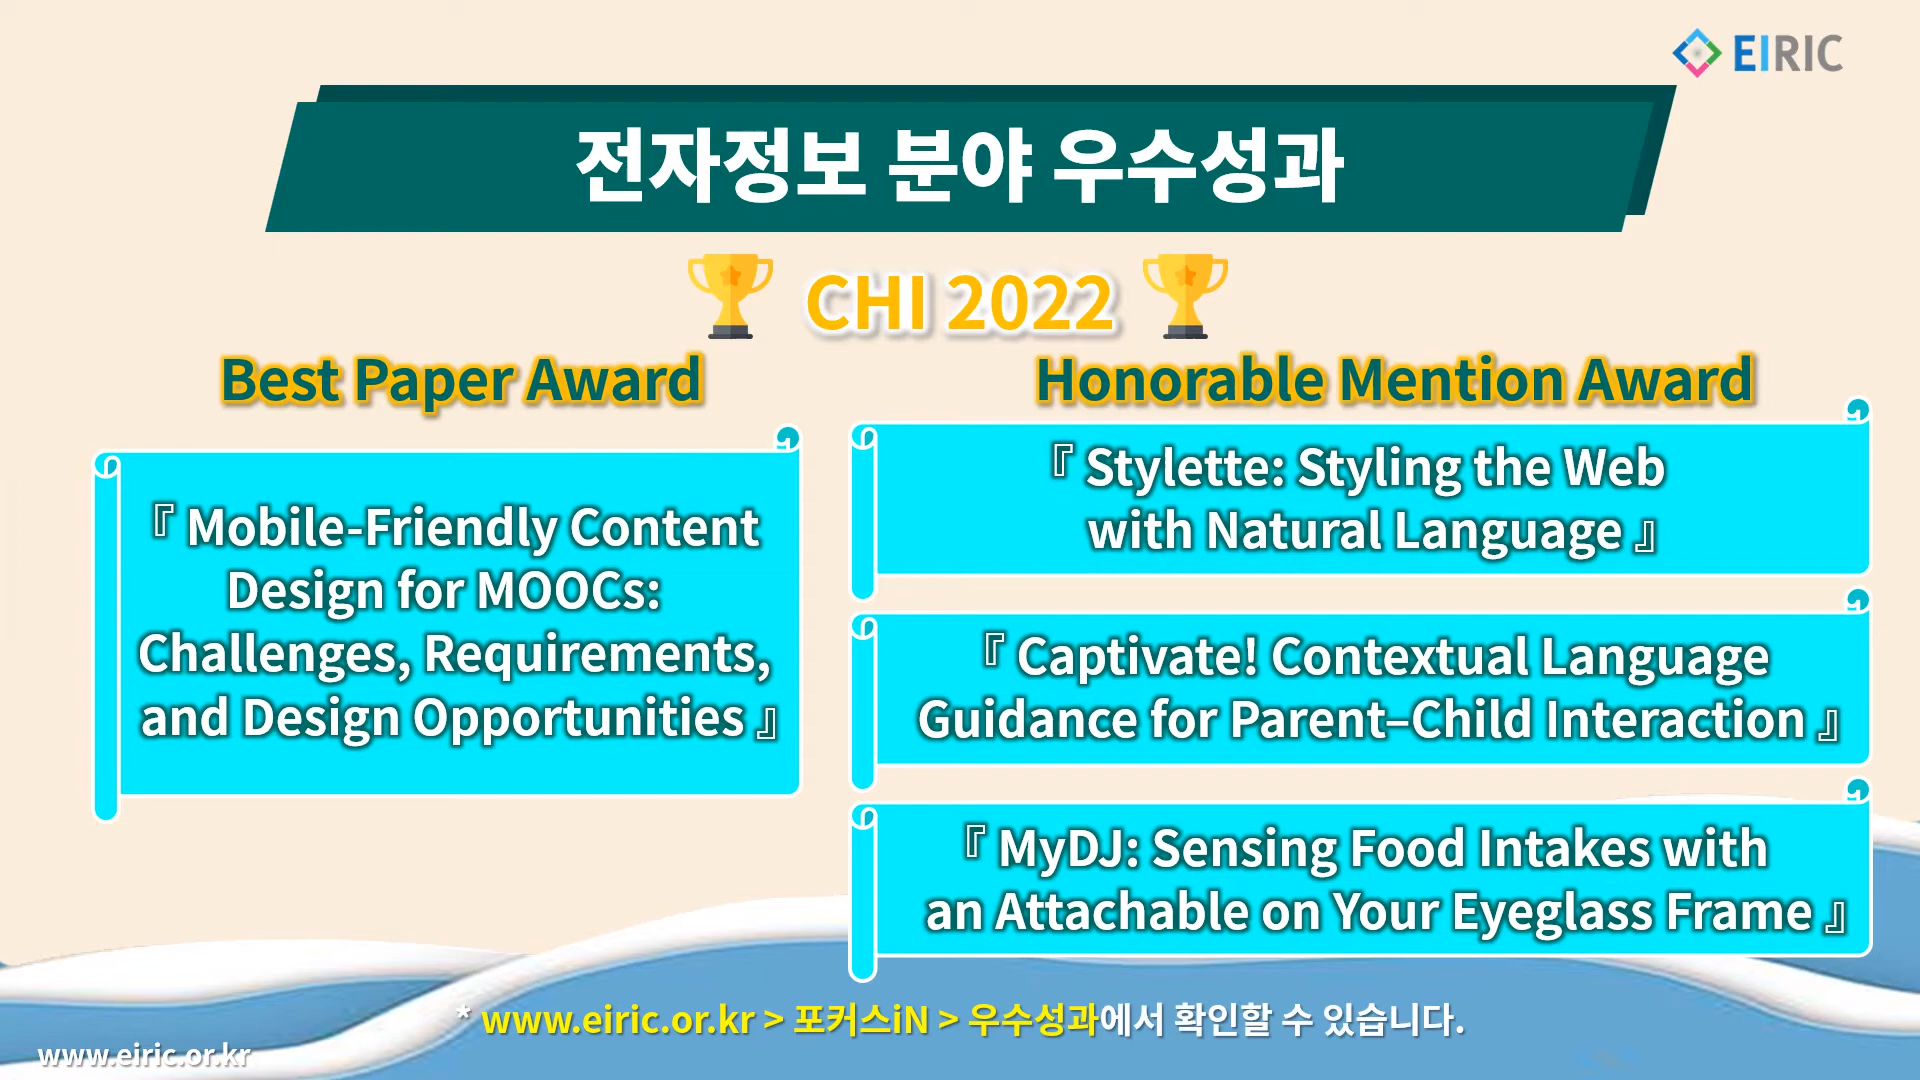 EIRIC
전자정보 분야 우수성과
CHI 2022
Best Paper Award
『 Mobile-Friendly Content
Design for MOOCs:
Challenges, Requirements,
and Design Opportunities 』
Honorable Mention Award
『 Stylette: Styling the Web
with Natural Language 』
『 Captivate! Contextual Language
Guidance for Parent–Child Interaction 』
『 MyDJ: Sensing Food Intakes with
an Attachable on Your Eyeglass Frame 』
* www.eiric.or.kr > 포커스iN > 우수성과에서 확인할 수 있습니다.
www.eiric.or.kr